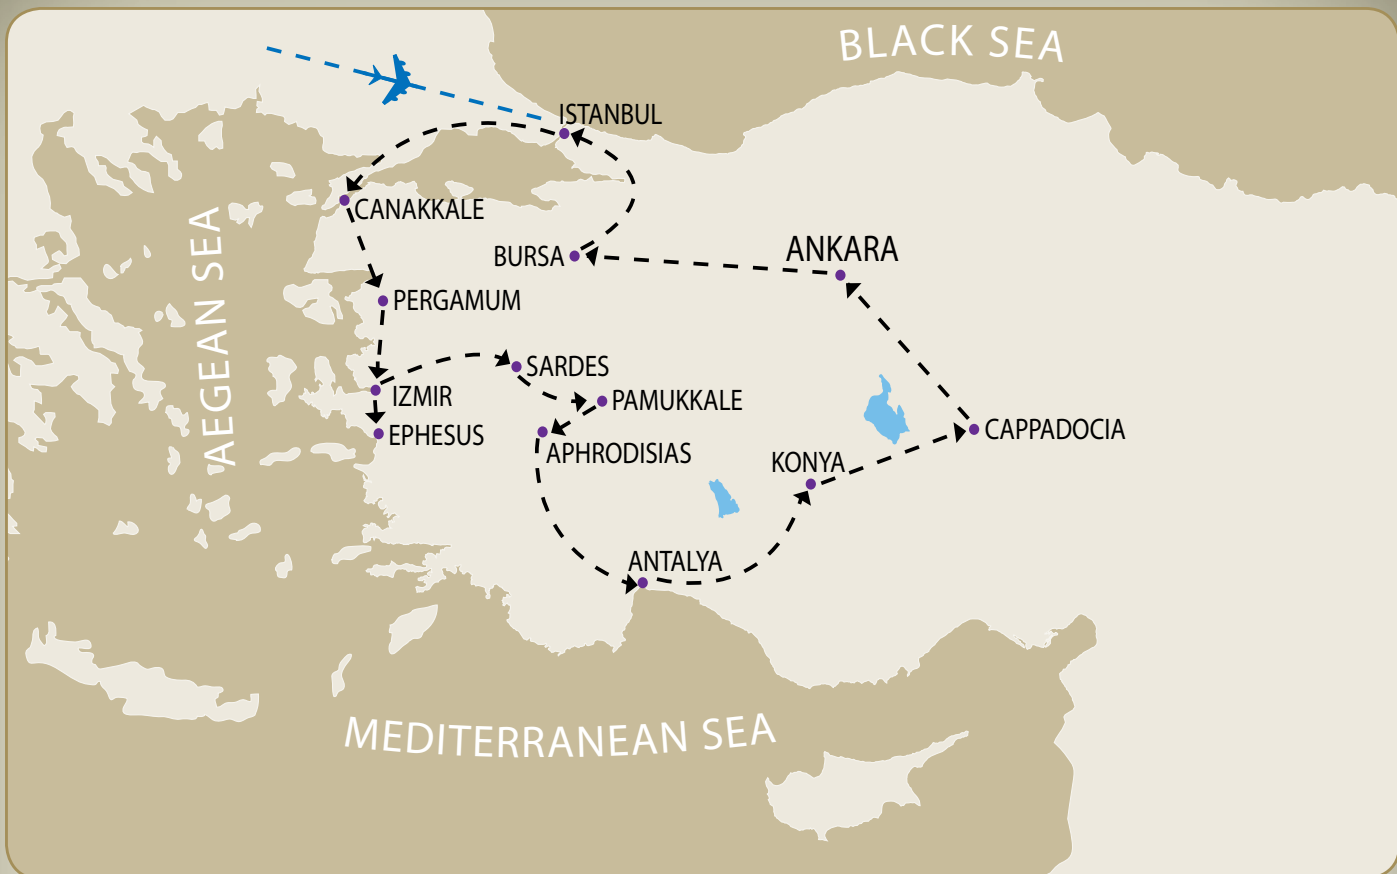 BLACK SEA
ISTANBUL
CANAKKALE
BURSA
ANKARA
AEGEAN SEA
PERGAMUM
SARDES
IZMIR
PAMUKKALE
EPHESUS
CAPPADOCIA
APHRODISIAS
KONYA
ANTALYA
MEDITERRANEAN SEA